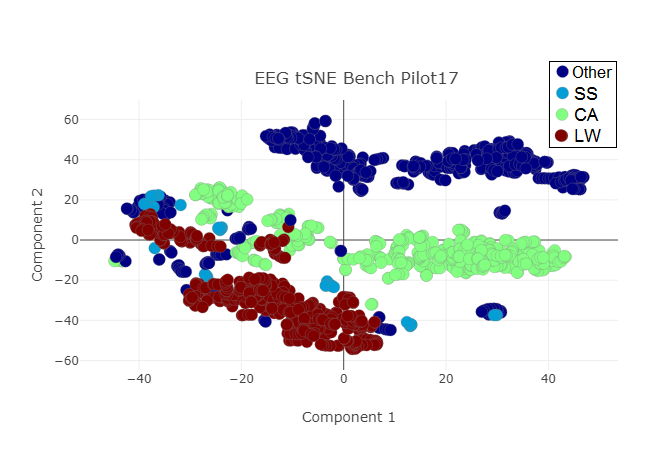 EEG tSNE Bench Pilot17
Other
SS
CA
LW
60
40
20
0
−20
−40
−60
Component 2
−40
−20
0
20
40
Component 1